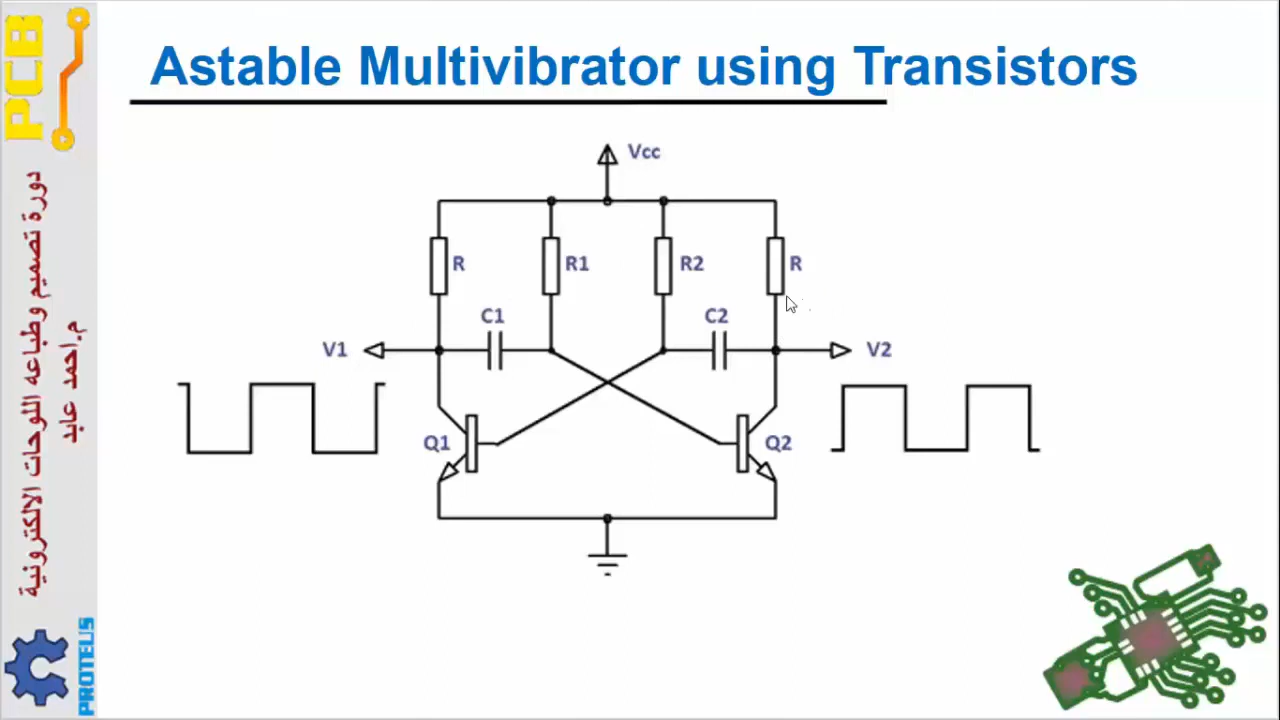 Astable Multivibrator using Transistors
PCB
دورة تصميم وطباعه اللوحات الالكترونية
م.احمد عابد
PROTEUS
Vcc
R
R1
R2
R
C1
C2
V1
V2
Q1
Q2